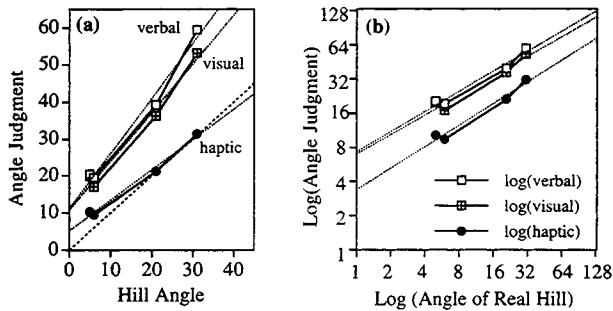 (a)
verbal
visual
haptic
60
50
40
30
20
10
0
Angle Judgment
0 10 20 30 40
Hill Angle
(b)
128
64
32
16
8
4
2
1
Log(Angle Judgment)
log(verbal)
log(visual)
log(haptic)
1 2 4 8 16 32 64 128
Log (Angle of Real Hill)